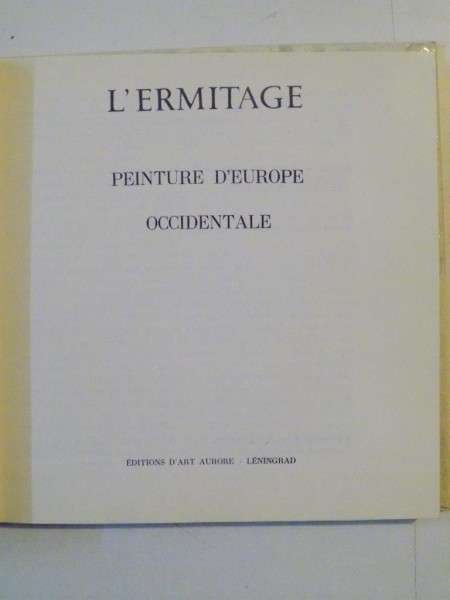 L'ERMITAGE
PEINTURE D'EUROPE
OCCIDENTALE
ÉDITIONS D'ART AURORE - LÉNINGRAD